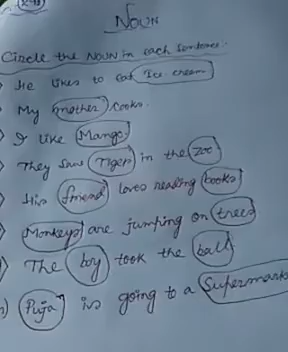 Noun
Circle the Noun in each Sentence.
He likes to eat Ice cream
My mother cooks.
I like Mango
They saw Tiger in the Zoo
His friend loves reading books
Monkeys are jumping on trees
The boy took the ball
Puja is going to a Supermark